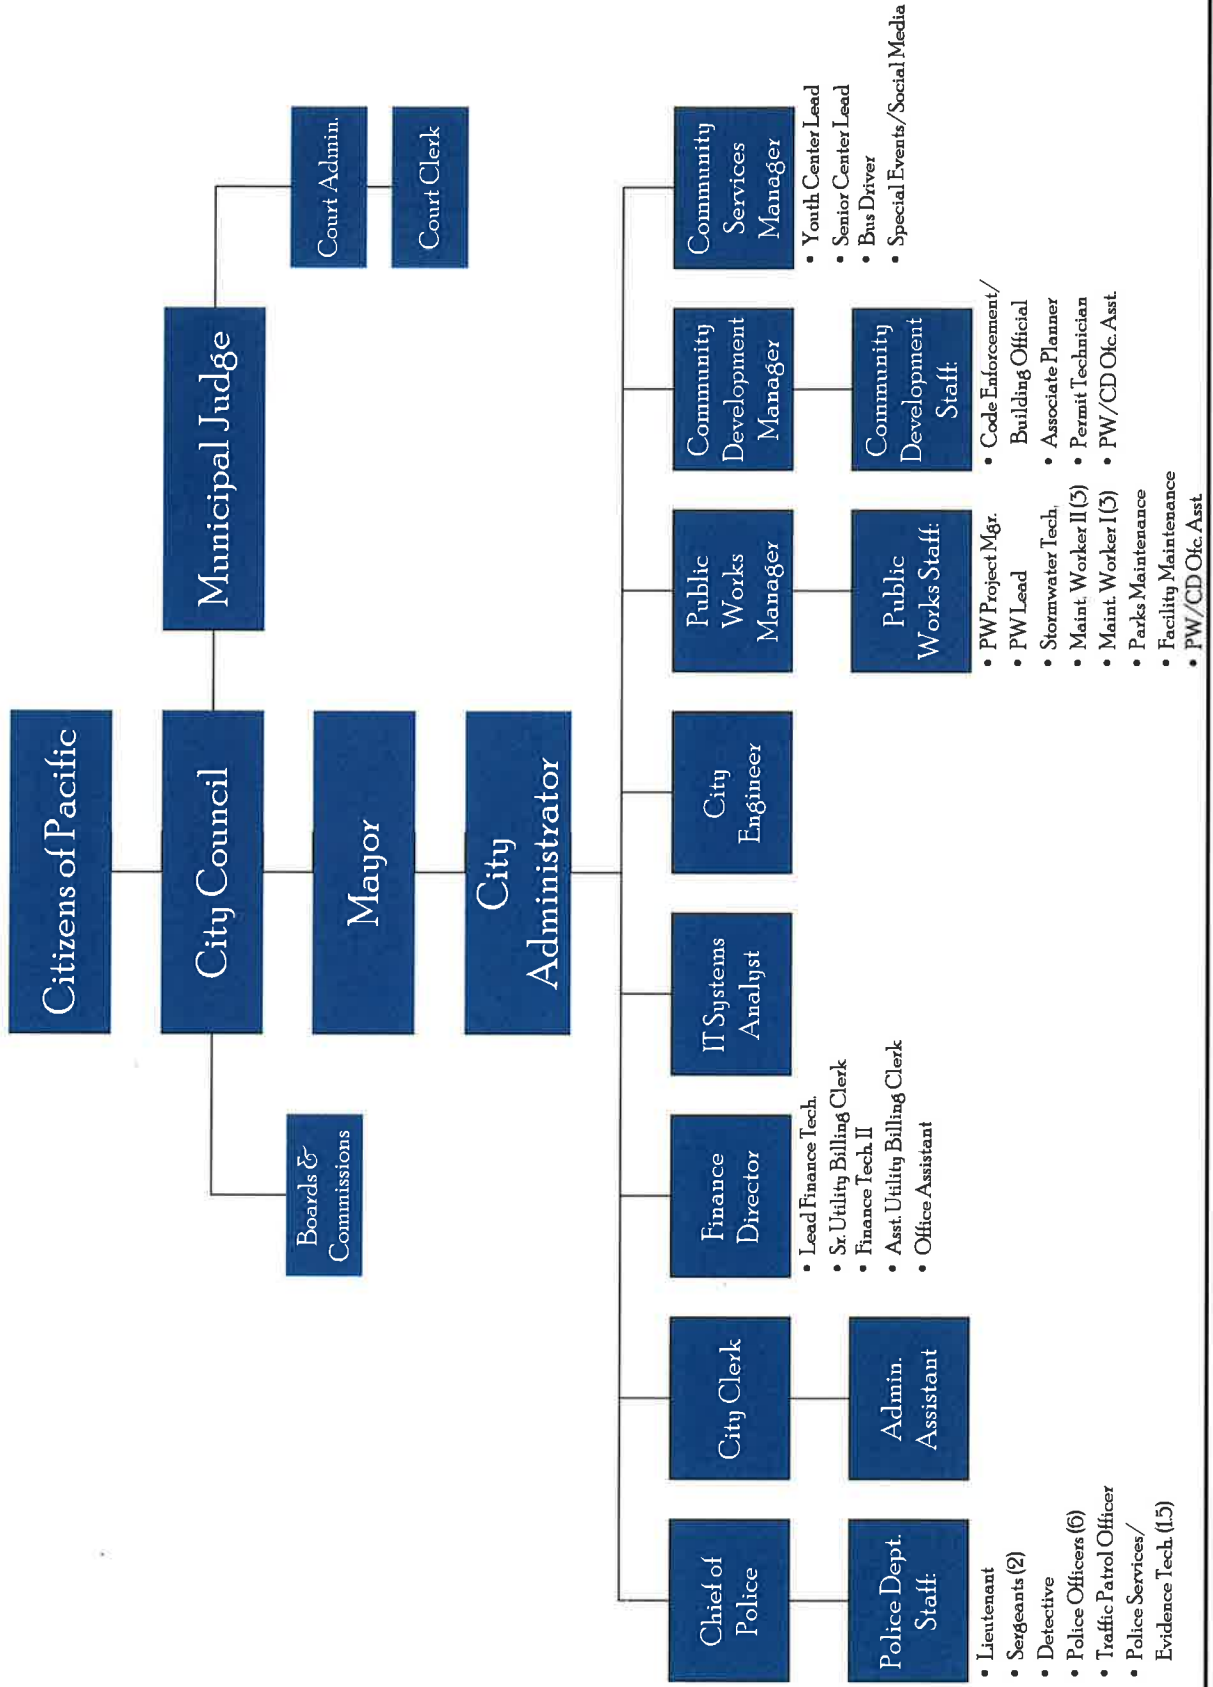 Citizens of Pacific
City Council
Municipal Judge
Court Admin.
Court Clerk
Boards &
Commissions
Mayor
City
Administrator
Chief of
Police
Police Dept.
Staff:
• Lieutenant
• Sergeants (2)
• Detective
• Police Officers (6)
• Traffic Patrol Officer
• Police Services/
Evidence Tech. (1.5)
City Clerk
Admin.
Assistant
Finance
Director
• Lead Finance Tech.
• Sr. Utility Billing Clerk
• Finance Tech. II
• Asst. Utility Billing Clerk
• Office Assistant
IT Systems
Analyst
City
Engineer
Public
Works
Manager
Public
Works Staff:
• PW Project Mgr.
• PW Lead
• Stormwater Tech.
• Maint. Worker II (3)
• Maint. Worker I (3)
• Parks Maintenance
• Facility Maintenance
• PW/CD Ofc. Asst.
Community
Development
Manager
Community
Development
Staff:
• Code Enforcement/
Building Official
• Associate Planner
• Permit Technician
• PW/CD Ofc. Asst.
Community
Services
Manager
• Youth Center Lead
• Senior Center Lead
• Bus Driver
• Special Events/Social Media